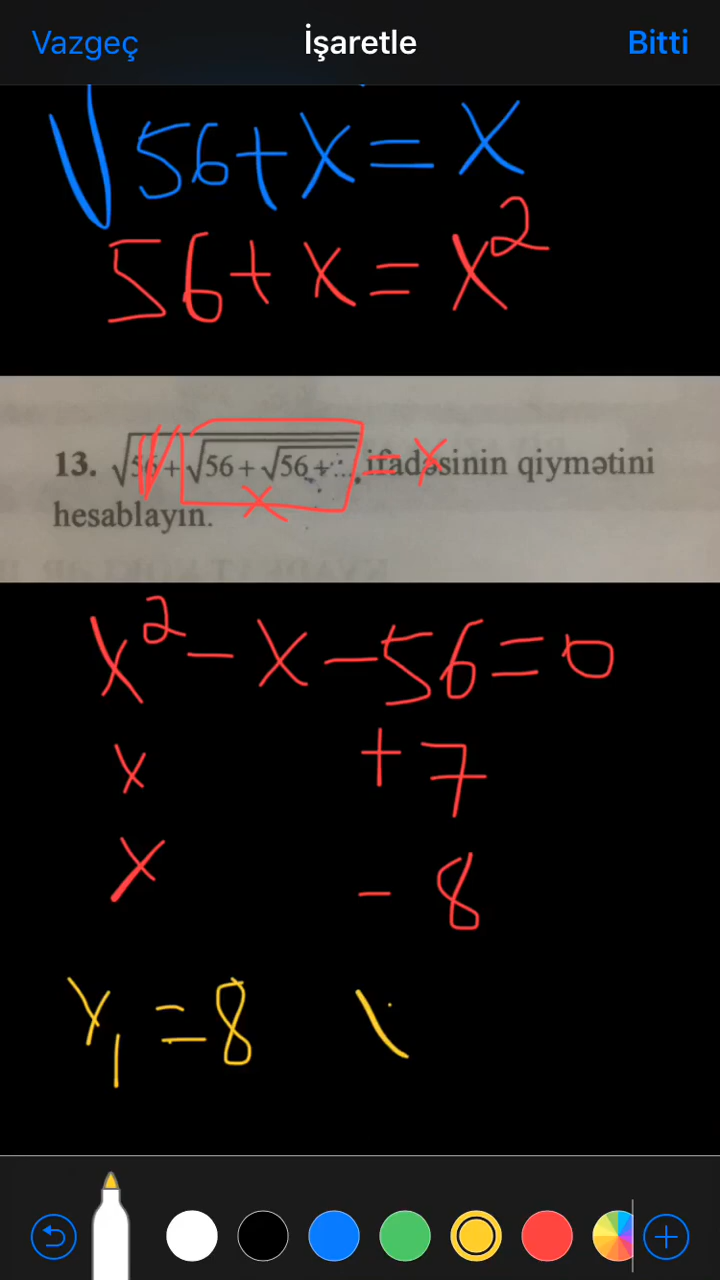 Vazgeç İşaretle Bitti
√56+x=x
56+x=x²
13. √56+√56+√56+... ifadəsinin qiymətini =x
x
hesablayın.
x²-x-56=0
x +7
x -8
x₁=8 \